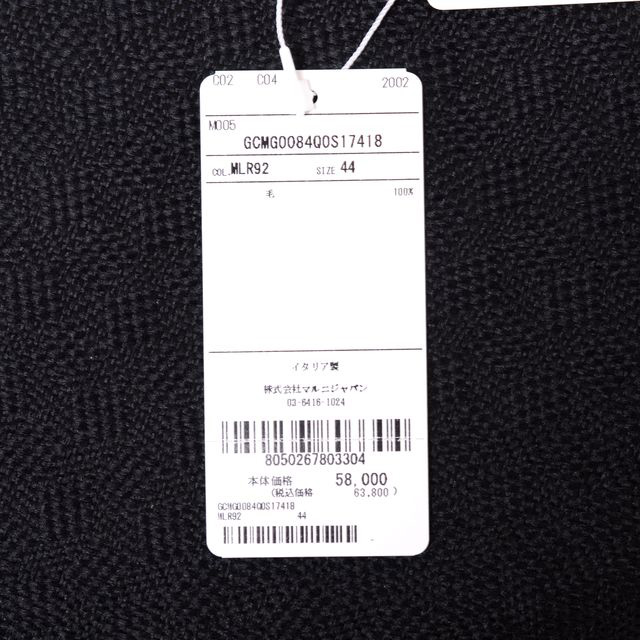 C02 C04 2002
M005
GCMG0084Q0S17418
COL.MLR92 SIZE 44
毛 100%
イタリア製
株式会社マルニジャパン
03-6416-1024
8050267803304
本体価格 58,000
(税込価格 63,800 )
GCMG0084Q0S17418
MLR92 44